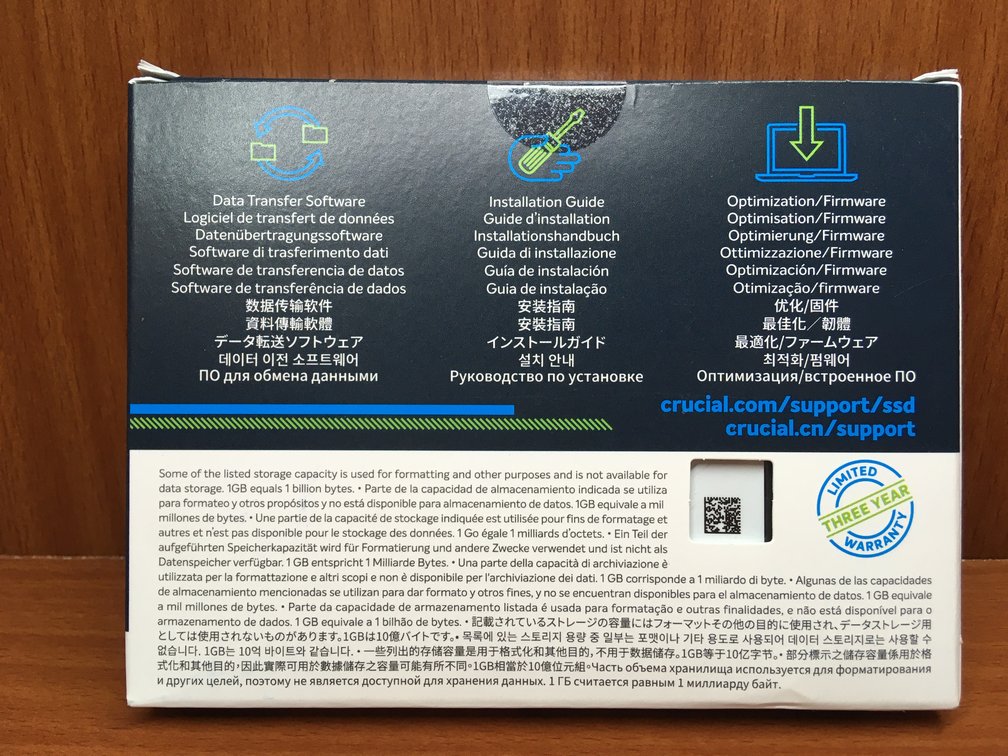 Data Transfer Software
Logiciel de transfert de données
Datenübertragungssoftware
Software di trasferimento dati
Software de transferencia de datos
Software de transferência de dados
数据传输软件
資料傳輸軟體
データ転送ソフトウェア
데이터 이전 소프트웨어
ПО для обмена данными
Installation Guide
Guide d'installation
Installationshandbuch
Guida di installazione
Guía de instalación
Guia de instalação
安装指南
安裝指南
インストールガイド
설치 안내
Руководство по установке
Optimization/Firmware
Optimisation/Firmware
Optimierung/Firmware
Ottimizzazione/Firmware
Optimización/Firmware
Otimização/firmware
优化/固件
最佳化／韌體
最適化/ファームウェア
최적화/펌웨어
Оптимизация/встроенное ПО
crucial.com/support/ssd
crucial.cn/support
Some of the listed storage capacity is used for formatting and other purposes and is not available for
data storage. 1GB equals 1 billion bytes. • Parte de la capacidad de almacenamiento indicada se utiliza
para formateo y otros propósitos y no está disponible para almacenamiento de datos. 1GB equivale a mil
millones de bytes. • Une partie de la capacité de stockage indiquée est utilisée pour fins de formatage et
autres et n'est pas disponible pour le stockage des données. 1 Go égale 1 milliards d'octets. • Ein Teil der
aufgeführten Speicherkapazität wird für Formatierung und andere Zwecke verwendet und ist nicht als
Datenspeicher verfügbar. 1 GB entspricht 1 Milliarde Bytes. • Una parte della capacità di archiviazione è
utilizzata per la formattazione e altri scopi e non è disponibile per l'archiviazione dei dati. 1 GB corrisponde a 1 miliardo di byte. • Algunas de las capacidades
de almacenamiento mencionadas se utilizan para dar formato y otros fines, y no se encuentran disponibles para el almacenamiento de datos. 1 GB equivale
a mil millones de bytes. • Parte da capacidade de armazenamento listada é usada para formatação e outras finalidades, e não está disponível para o
armazenamento de dados. 1 GB equivale a 1 bilhão de bytes. • 記載されているストレージの容量にはフォーマットその他の目的に使用され、データストレージ用
としては使用されないものがあります。1GBは10億バイトです。• 목록에 있는 스토리지 용량 중 일부는 포맷이나 기타 용도로 사용되어 데이터 스토리지로는 사용할 수
없습니다. 1GB는 10억 바이트와 같습니다. • 一些列出的存储容量是用于格式化和其他目的，不用于数据储存。1GB等于10亿字节。• 部分標示之儲存容量係用於格
式化和其他目的，因此實際可用於數據儲存之容量可能有所不同。1GB相當於10億位元組。•Часть объема хранилища используется для форматирования
и других целей, поэтому не является доступной для хранения данных. 1 ГБ считается равным 1 миллиарду байт.
LIMITED
THREE YEAR
WARRANTY